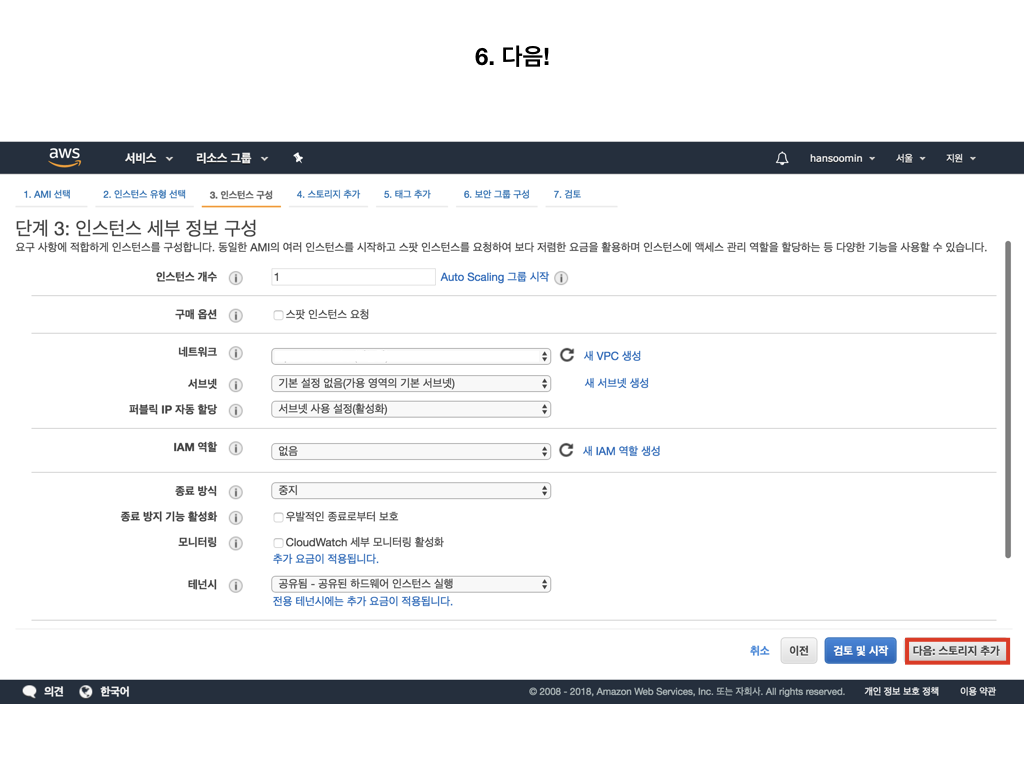 6. 다음!
aws 서비스 리소스 그룹 hansoomin 서울 지원
1. AMI 선택 2. 인스턴스 유형 선택 3. 인스턴스 구성 4. 스토리지 추가 5. 태그 추가 6. 보안 그룹 구성 7. 검토
단계 3: 인스턴스 세부 정보 구성
요구 사항에 적합하게 인스턴스를 구성합니다. 동일한 AMI의 여러 인스턴스를 시작하고 스팟 인스턴스를 요청하여 보다 저렴한 요금을 활용하며 인스턴스에 액세스 관리 역할을 할당하는 등 다양한 기능을 사용할 수 있습니다.
인스턴스 개수 1 Auto Scaling 그룹 시작
구매 옵션 스팟 인스턴스 요청
네트워크 새 VPC 생성
서브넷 기본 설정 없음(가용 영역의 기본 서브넷) 새 서브넷 생성
퍼블릭 IP 자동 할당 서브넷 사용 설정(활성화)
IAM 역할 없음 새 IAM 역할 생성
종료 방식 중지
종료 방지 기능 활성화 우발적인 종료로부터 보호
모니터링 CloudWatch 세부 모니터링 활성화
추가 요금이 적용됩니다.
테넌시 공유됨 - 공유된 하드웨어 인스턴스 실행
전용 테넌시에는 추가 요금이 적용됩니다.
취소 이전 검토 및 시작 다음: 스토리지 추가
의견 한국어 © 2008 - 2018, Amazon Web Services, Inc. 또는 자회사. All rights reserved. 개인 정보 보호 정책 이용 약관